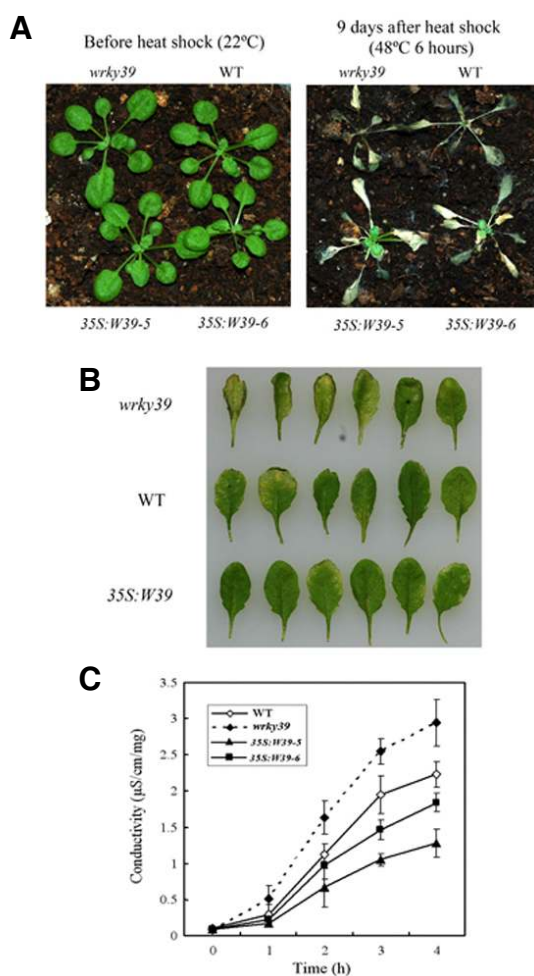 A
Before heat shock (22ºC)
9 days after heat shock
(48ºC 6 hours)
wrky39 WT
wrky39 WT
35S:W39-5 35S:W39-6
35S:W39-5 35S:W39-6
B
wrky39
WT
35S:W39
C
3.5
3
2.5
2
1.5
1
0.5
0
Conductivity (µS/cm/mg)
WT
wrky39
35S:W39-5
35S:W39-6
0 1 2 3 4
Time (h)